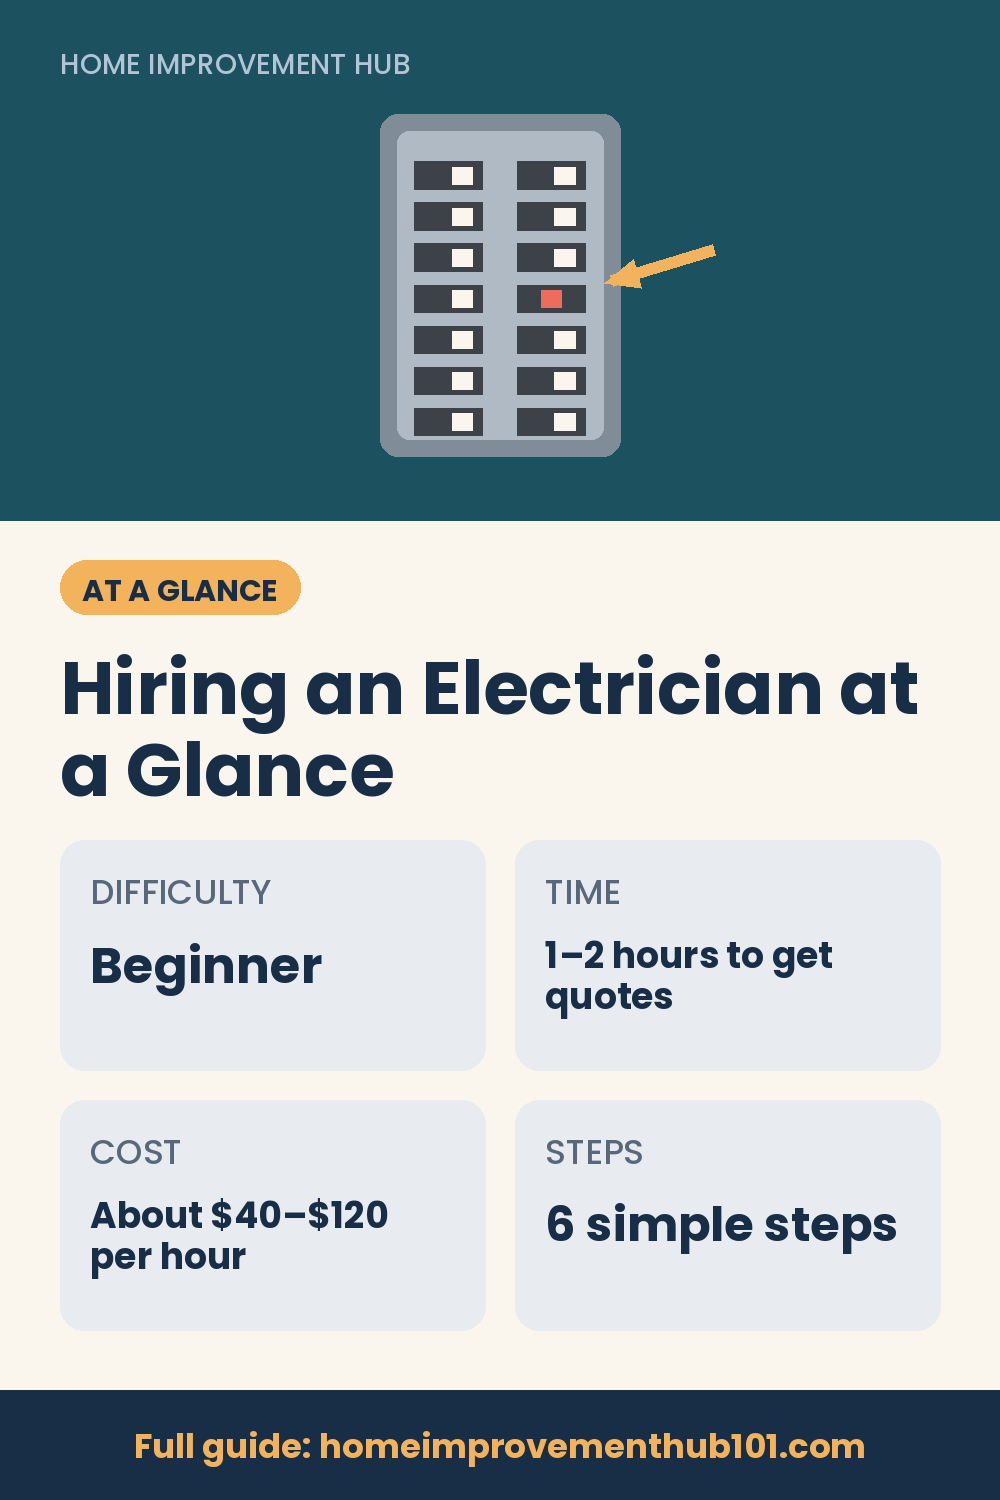 HOME IMPROVEMENT HUB
AT A GLANCE
Hiring an Electrician at
a Glance
DIFFICULTY
Beginner
TIME
1–2 hours to get
quotes
COST
About $40–$120
per hour
STEPS
6 simple steps
Full guide: homeimprovementhub101.com